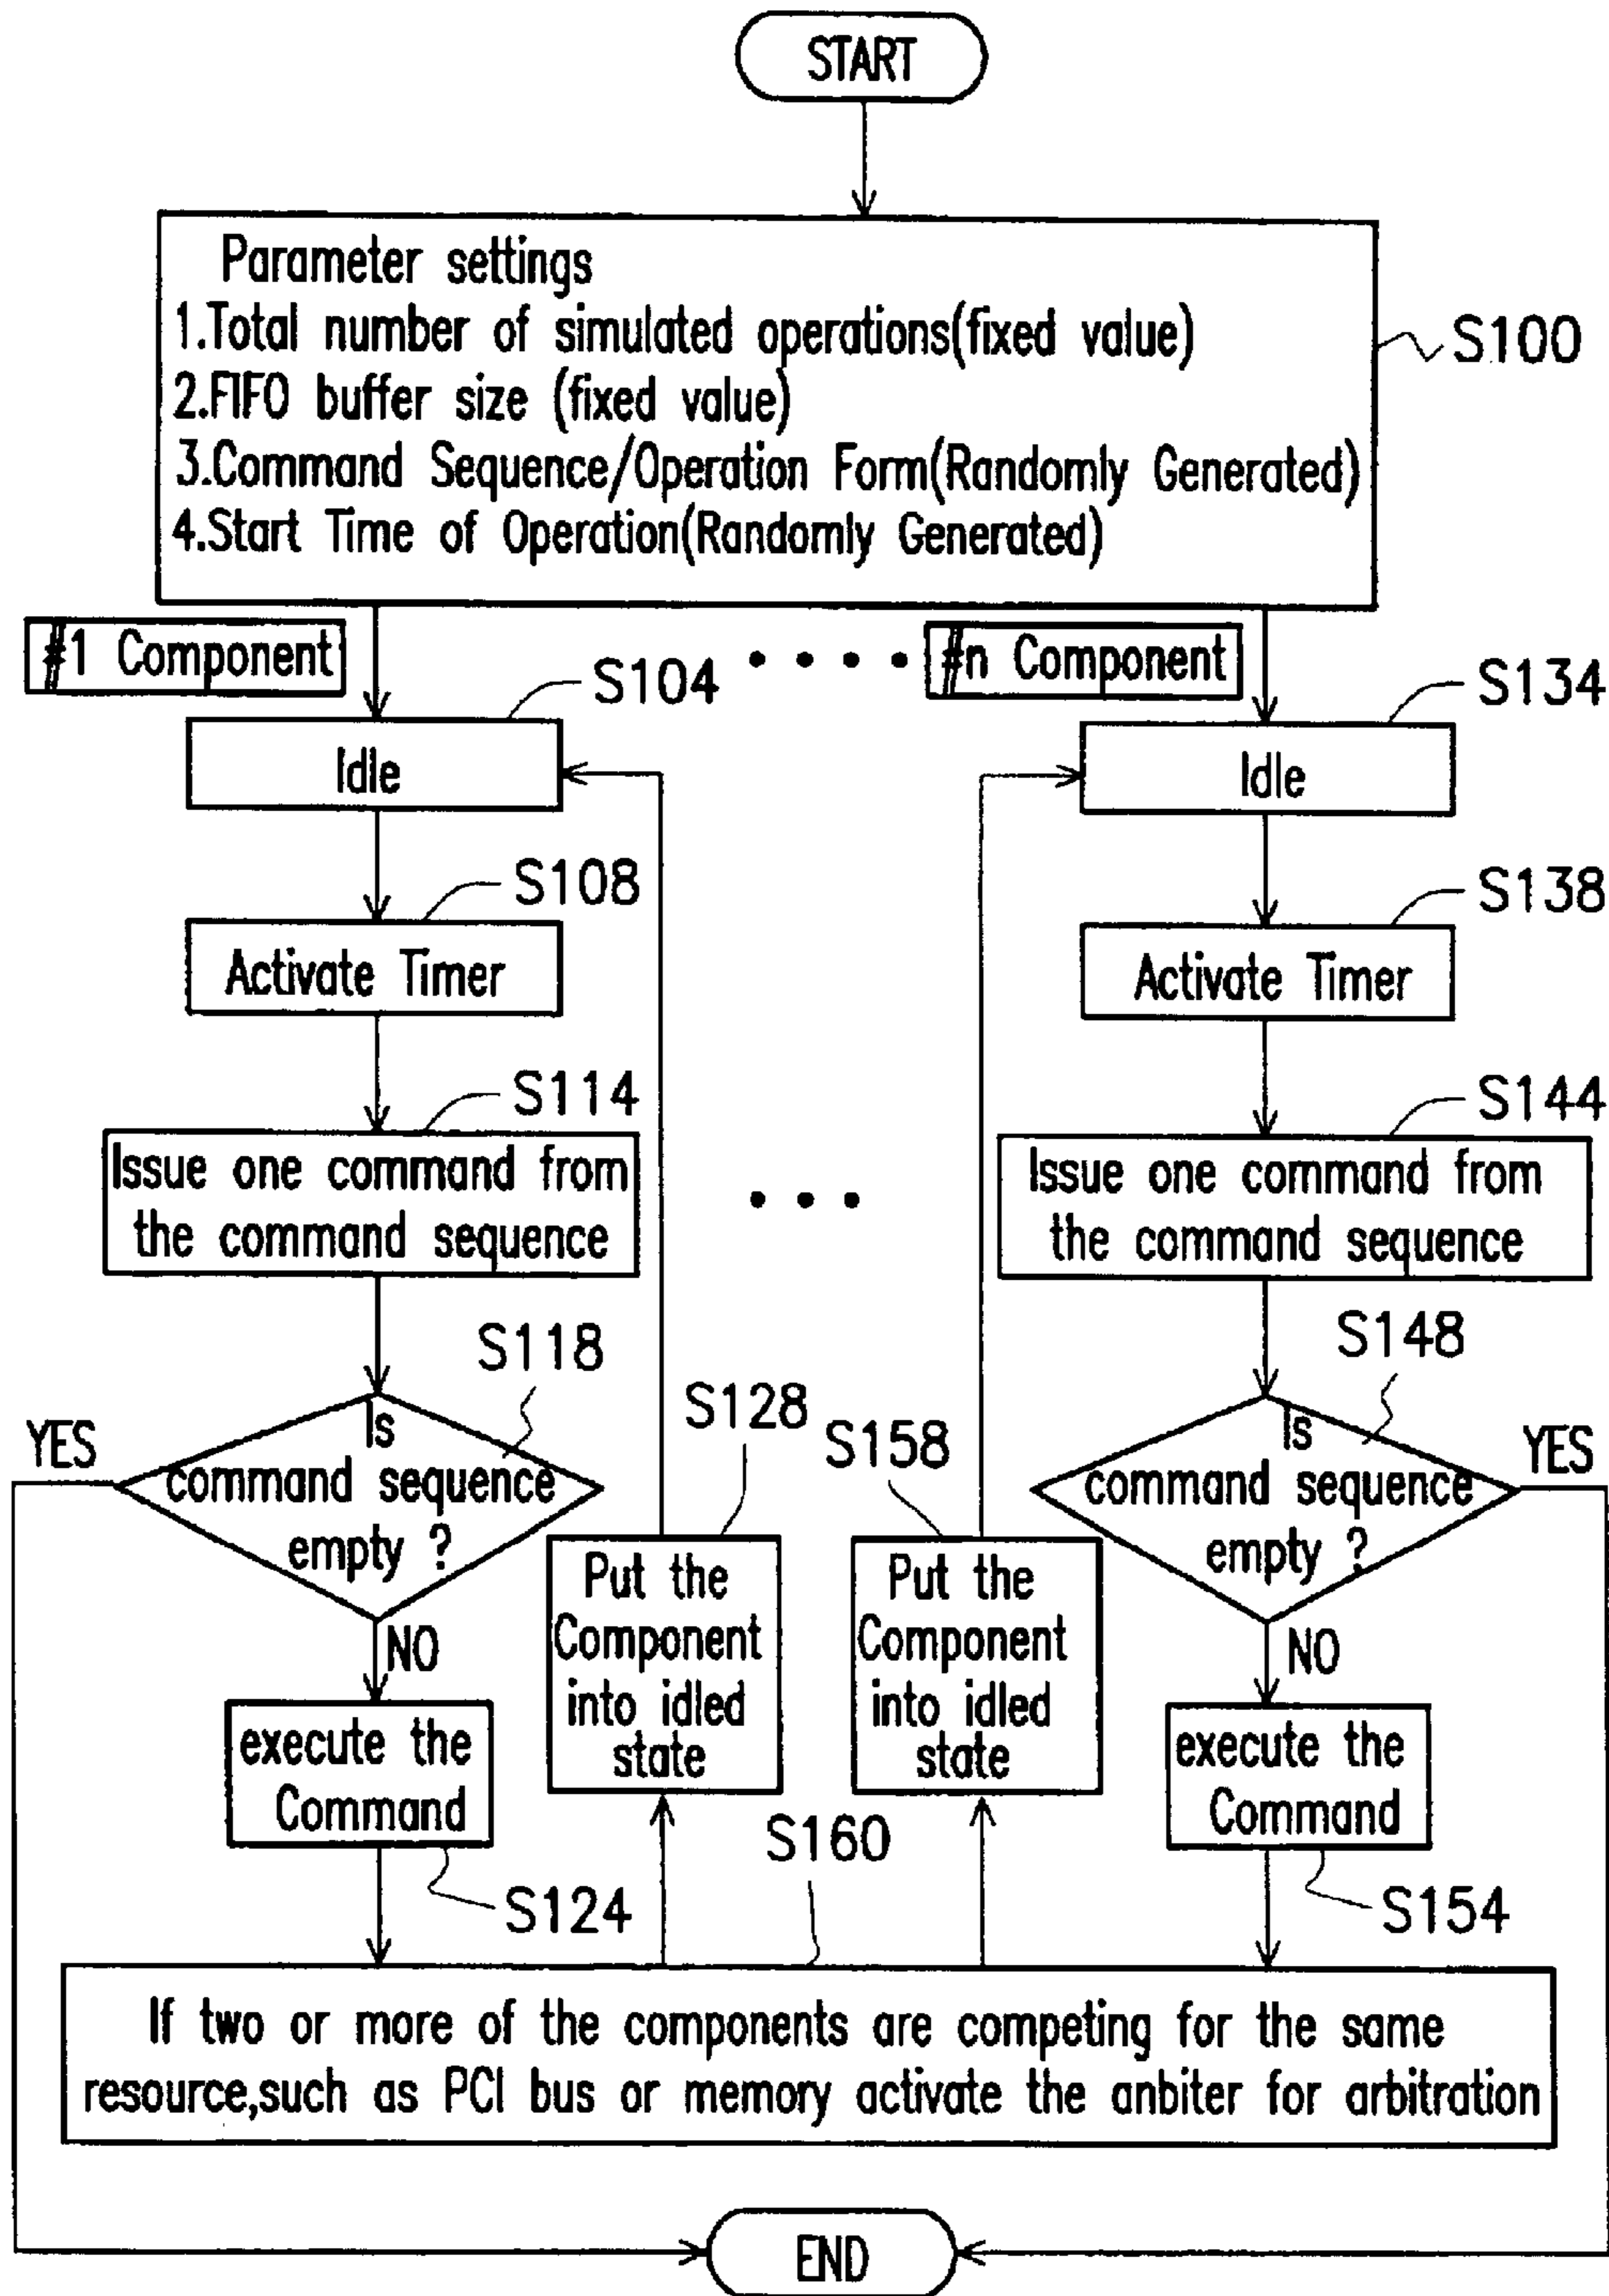 START
Parameter settings
1.Total number of simulated operations(fixed value)
2.FIFO buffer size (fixed value)
3.Command Sequence/Operation Form(Randomly Generated)
4.Start Time of Operation(Randomly Generated)
S100
#1 Component
• • • •
#n Component
S104
S134
Idle
Idle
S108
S138
Activate Timer
Activate Timer
S114
S144
Issue one command from
the command sequence
• • •
Issue one command from
the command sequence
S118
S148
YES
Is
command sequence
empty ?
S128
S158
Is
command sequence
empty ?
YES
NO
Put the
Component
into idled
state
Put the
Component
into idled
state
NO
execute the
Command
execute the
Command
S124
S160
S154
If two or more of the components are competing for the same
resource,such as PCI bus or memory activate the anbiter for arbitration
END